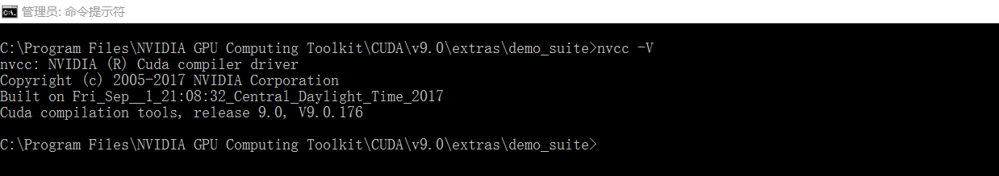 管理员: 命令提示符
C:\Program Files\NVIDIA GPU Computing Toolkit\CUDA\v9.0\extras\demo_suite>nvcc -V
nvcc: NVIDIA (R) Cuda compiler driver
Copyright (c) 2005-2017 NVIDIA Corporation
Built on Fri_Sep__1_21:08:32_Central_Daylight_Time_2017
Cuda compilation tools, release 9.0, V9.0.176
C:\Program Files\NVIDIA GPU Computing Toolkit\CUDA\v9.0\extras\demo_suite>